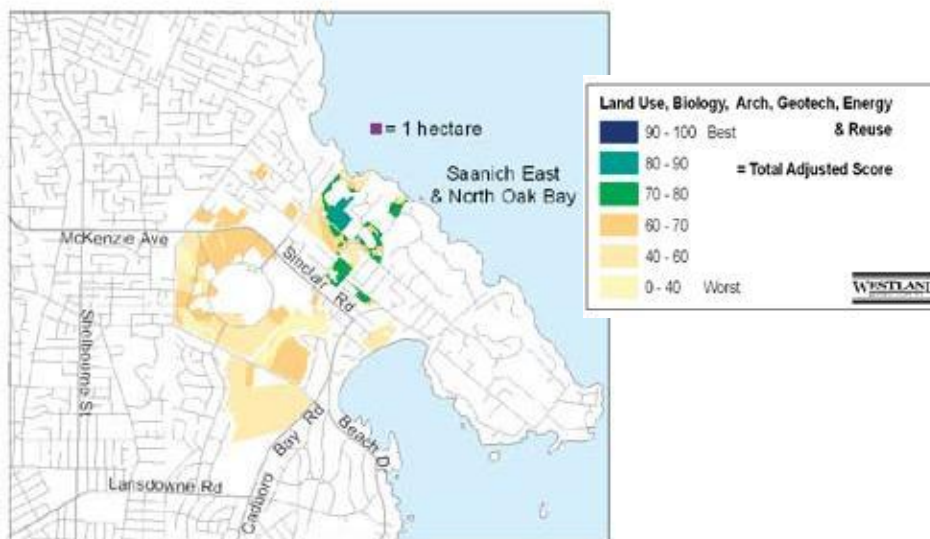 = 1 hectare
Saanich East
& North Oak Bay
McKenzie Ave
Sinclair Rd
Shelbourne St
Bay Rd
Beach D
Lansdowne Rd
Cadboro
Land Use, Biology, Arch, Geotech, Energy
& Reuse
90 - 100 Best
= Total Adjusted Score
80 - 90
70 - 80
60 - 70
40 - 60
0 - 40 Worst
WESTLAND